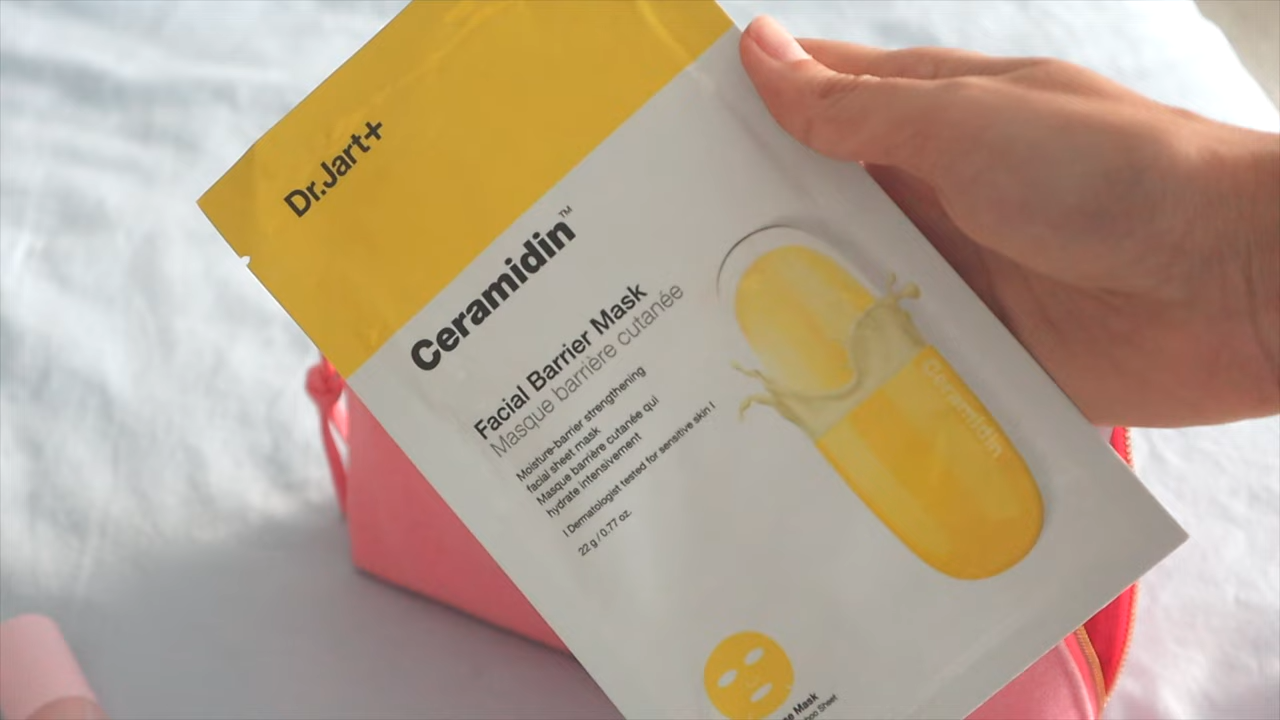 Dr.Jart+
Ceramidin™
Facial Barrier Mask
Masque barrière cutanée
Moisture-barrier strengthening
facial sheet mask
Masque barrière cutanée qui
hydrate intensivement
I Dermatologist tested for sensitive skin I
22 g / 0.77 oz.
Ceramidin
Mask
Sheet